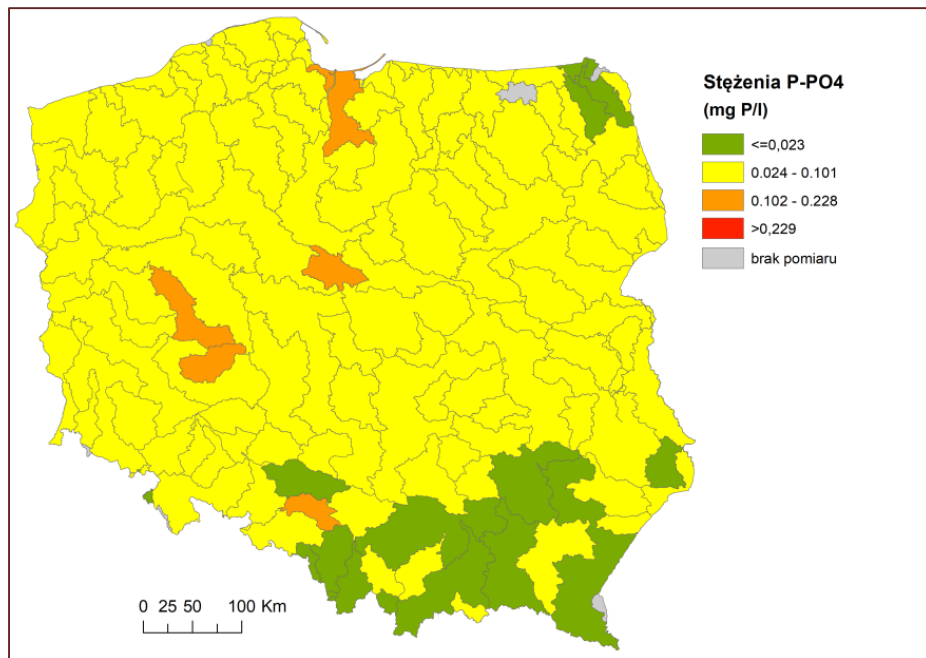 Stężenia P-PO4
(mg P/l)
<=0,023
0.024 - 0.101
0.102 - 0.228
>0,229
brak pomiaru
0 25 50 100 Km